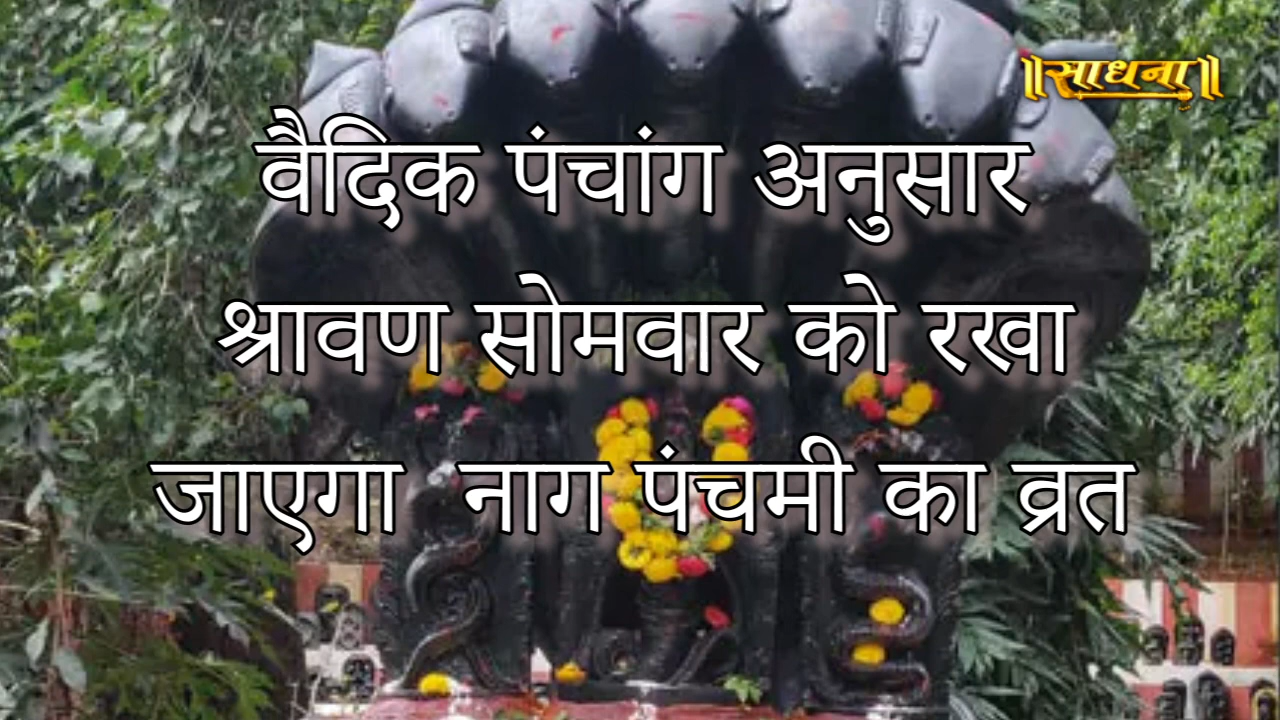 ॥साधना॥
वैदिक पंचांग अनुसार
श्रावण सोमवार को रखा
जाएगा नाग पंचमी का व्रत